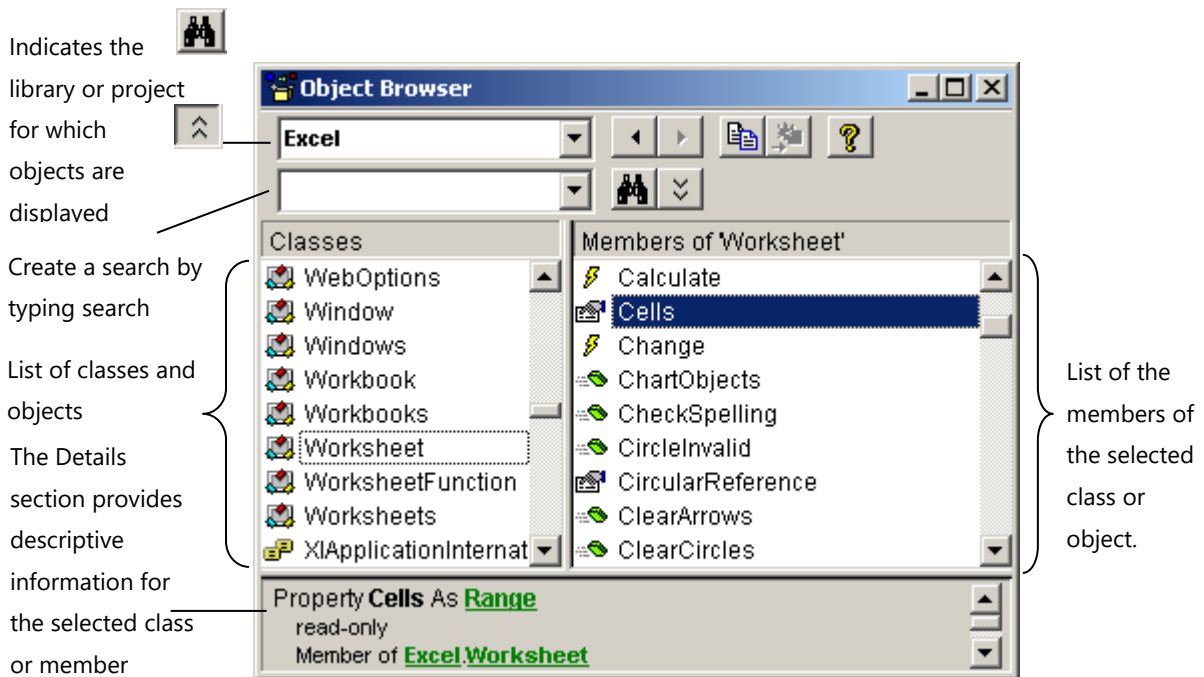 Indicates the
library or project
for which
objects are
displayed
Create a search by
typing search
List of classes and
objects
The Details
section provides
descriptive
information for
the selected class
or member
Object Browser
Excel
Classes
WebOptions
Window
Windows
Workbook
Workbooks
Worksheet
WorksheetFunction
Worksheets
XlApplicationInternat
Members of 'Worksheet'
Calculate
Cells
Change
ChartObjects
CheckSpelling
CircleInvalid
CircularReference
ClearArrows
ClearCircles
Property Cells As Range
read-only
Member of Excel.Worksheet
List of the
members of
the selected
class or
object.